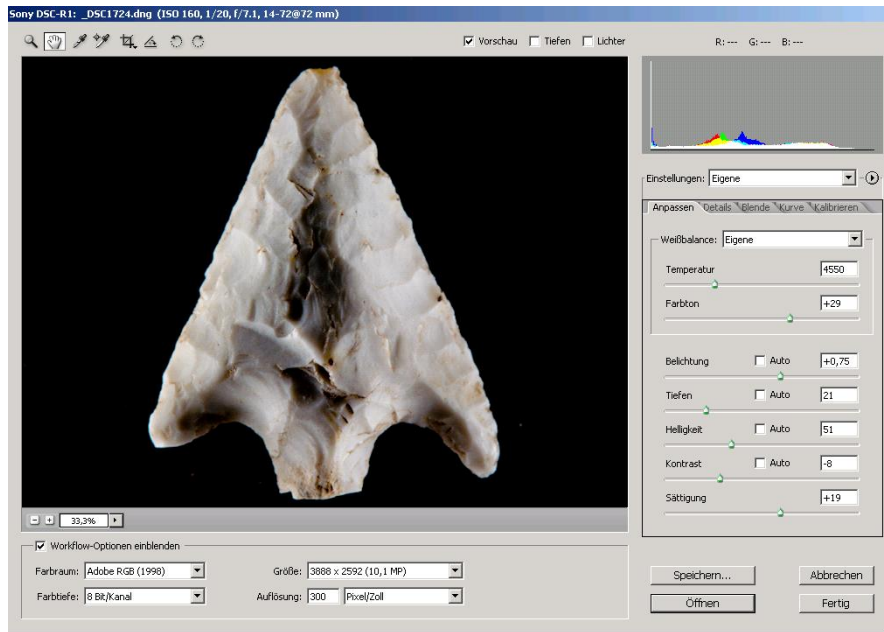 Sony DSC-R1: _DSC1724.dng (ISO 160, 1/20, f/7.1, 14-72@72 mm)
Vorschau Tiefen Lichter
R: --- G: --- B: ---
Einstellungen: Eigene
Anpassen Details Blende Kurve Kalibrieren
Weißbalance: Eigene
Temperatur 4550
Farbton +29
Belichtung Auto +0,75
Tiefen Auto 21
Helligkeit Auto 51
Kontrast Auto -8
Sättigung +19
33,3%
Workflow-Optionen einblenden
Farbraum: Adobe RGB (1998) Größe: 3888 x 2592 (10,1 MP)
Farbtiefe: 8 Bit/Kanal Auflösung: 300 Pixel/Zoll
Speichern... Abbrechen
Öffnen Fertig